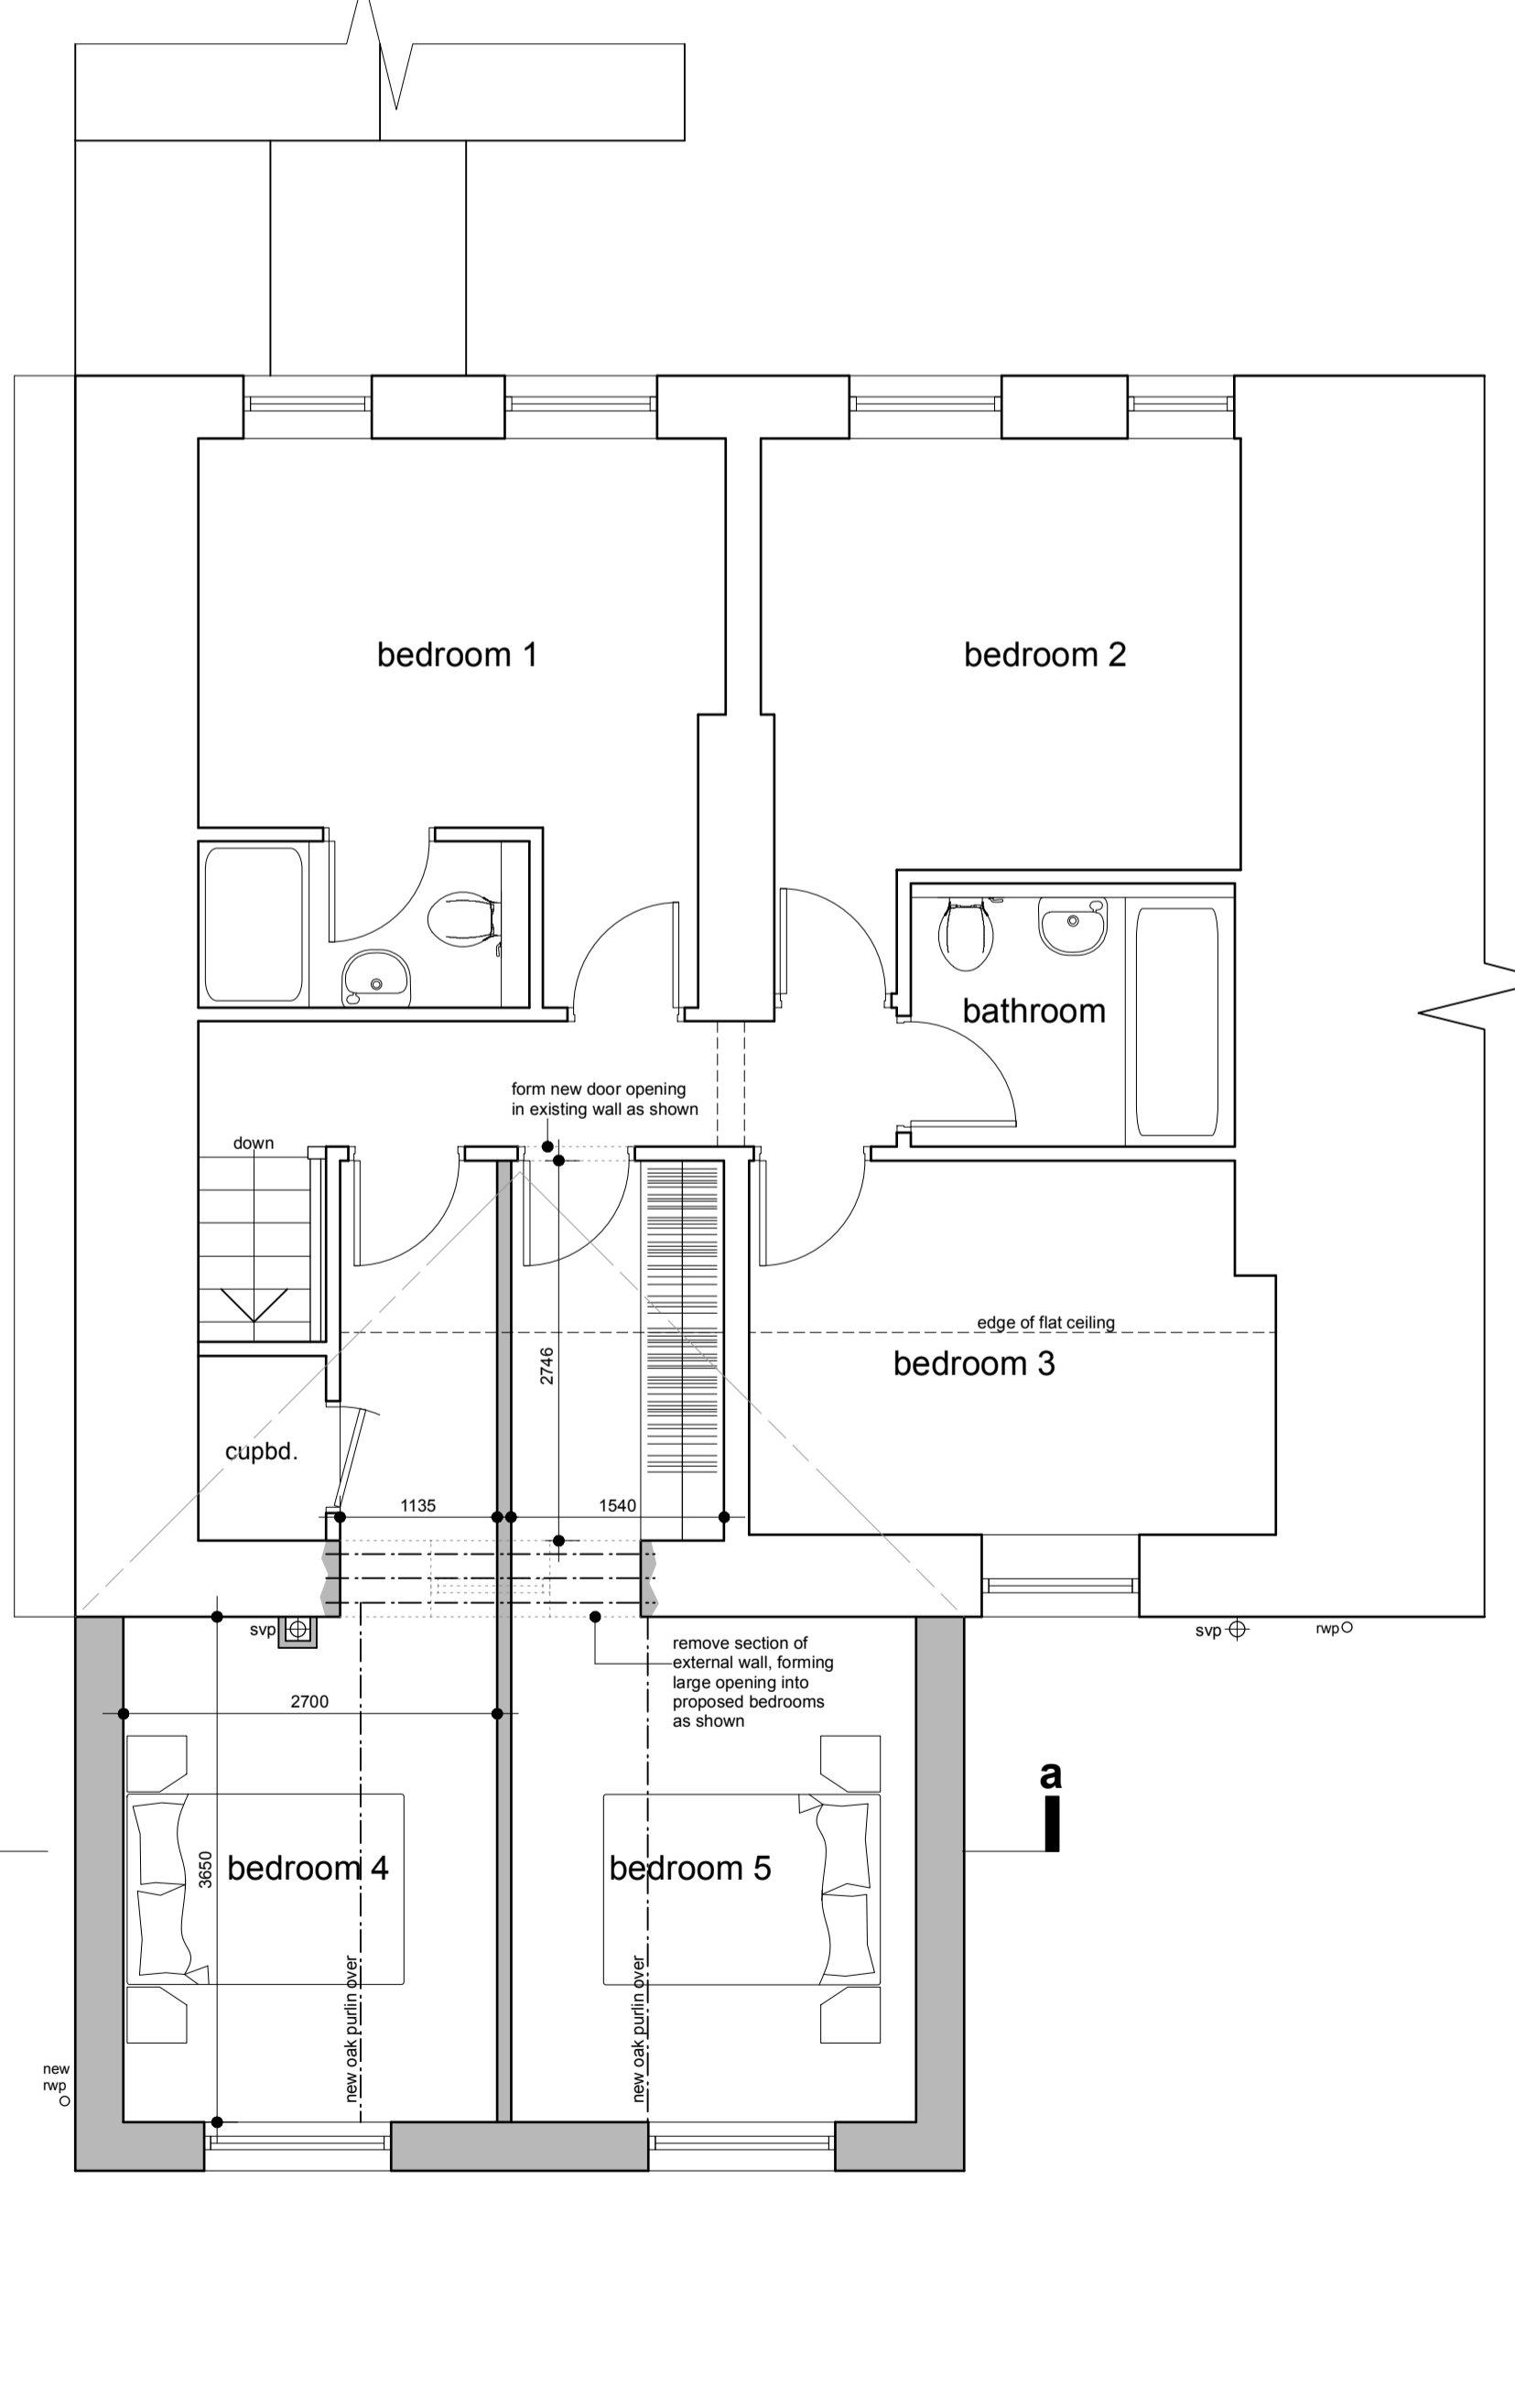 bedroom 1
bedroom 2
bathroom
form new door opening
in existing wall as shown
down
edge of flat ceiling
bedroom 3
2746
cupbd.
1135
1540
svp
svp
rwp
remove section of
external wall, forming
large opening into
proposed bedrooms
as shown
2700
a
3650
bedroom 4
bedroom 5
new oak purlin over
new oak purlin over
new
rwp